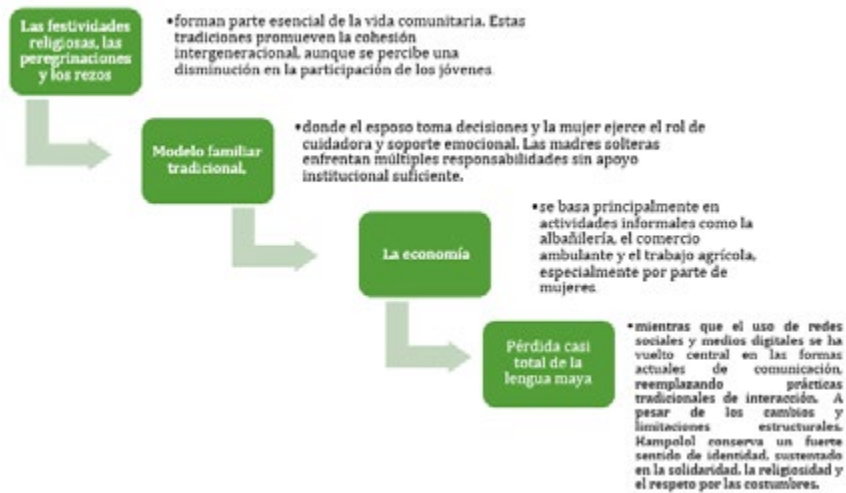 Las festividades
religiosas, las
peregrinaciones
y los rezos
•forman parte esencial de la vida comunitaria. Estas
tradiciones promueven la cohesión
intergeneracional, aunque se percibe una
disminución en la participación de los jóvenes
Modelo familiar
tradicional,
•donde el esposo toma decisiones y la mujer ejerce el rol de
cuidadora y soporte emocional. Las madres solteras
enfrentan múltiples responsabilidades sin apoyo
institucional suficiente.
La economía
•se basa principalmente en
actividades informales como la
albañilería, el comercio
ambulante y el trabajo agrícola,
especialmente por parte de
mujeres
Pérdida casi
total de la
lengua maya
•mientras que el uso de redes
sociales y medios digitales se ha
vuelto central en las formas
actuales de comunicación,
reemplazando prácticas
tradicionales de interacción. A
pesar de los cambios y
limitaciones estructurales,
Hampolol conserva un fuerte
sentido de identidad, sustentado
en la solidaridad, la religiosidad y
el respeto por las costumbres.